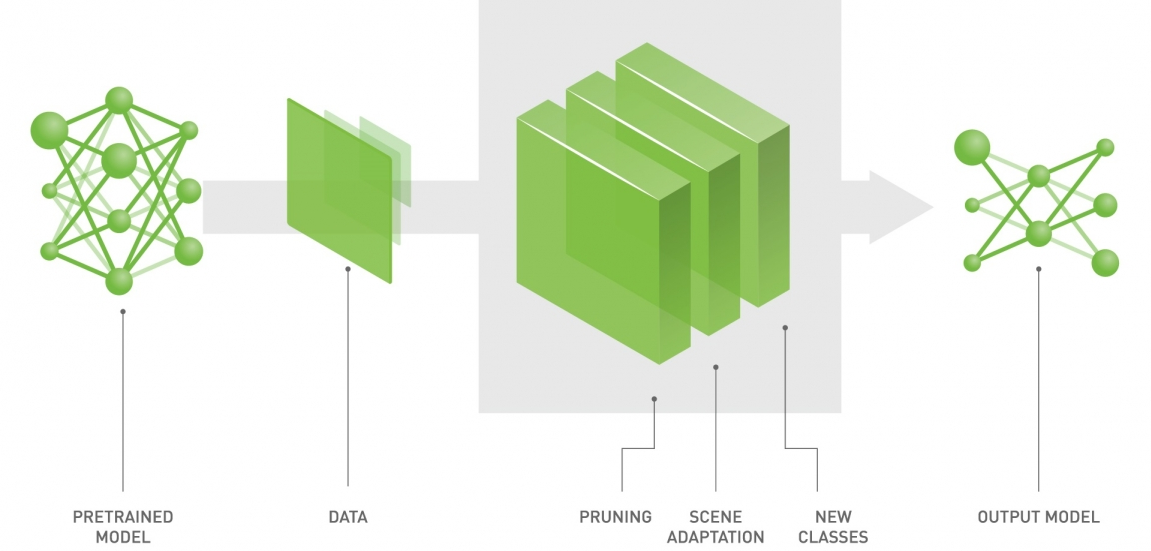 PRETRAINED
MODEL
DATA
PRUNING
SCENE
ADAPTATION
NEW
CLASSES
OUTPUT MODEL